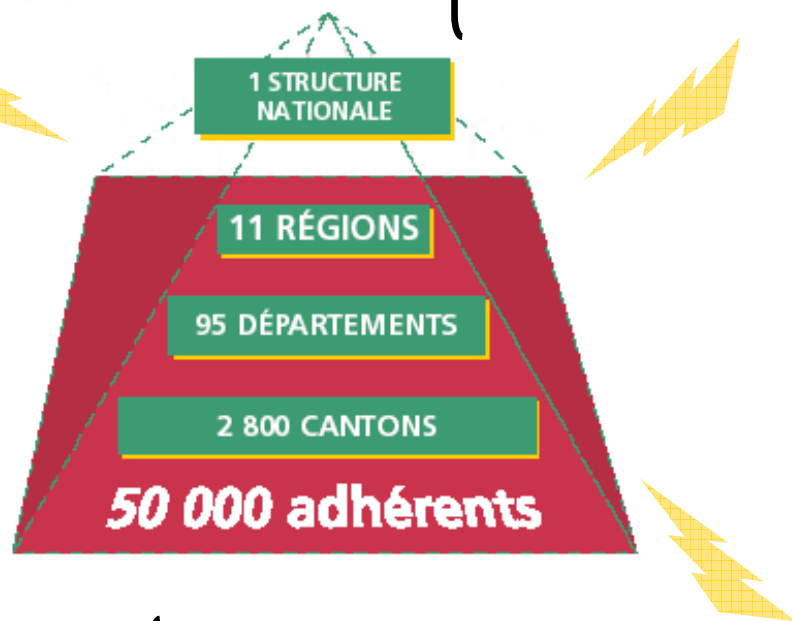 1 STRUCTURE
NATIONALE
11 RÉGIONS
95 DÉPARTEMENTS
2 800 CANTONS
50 000 adhérents